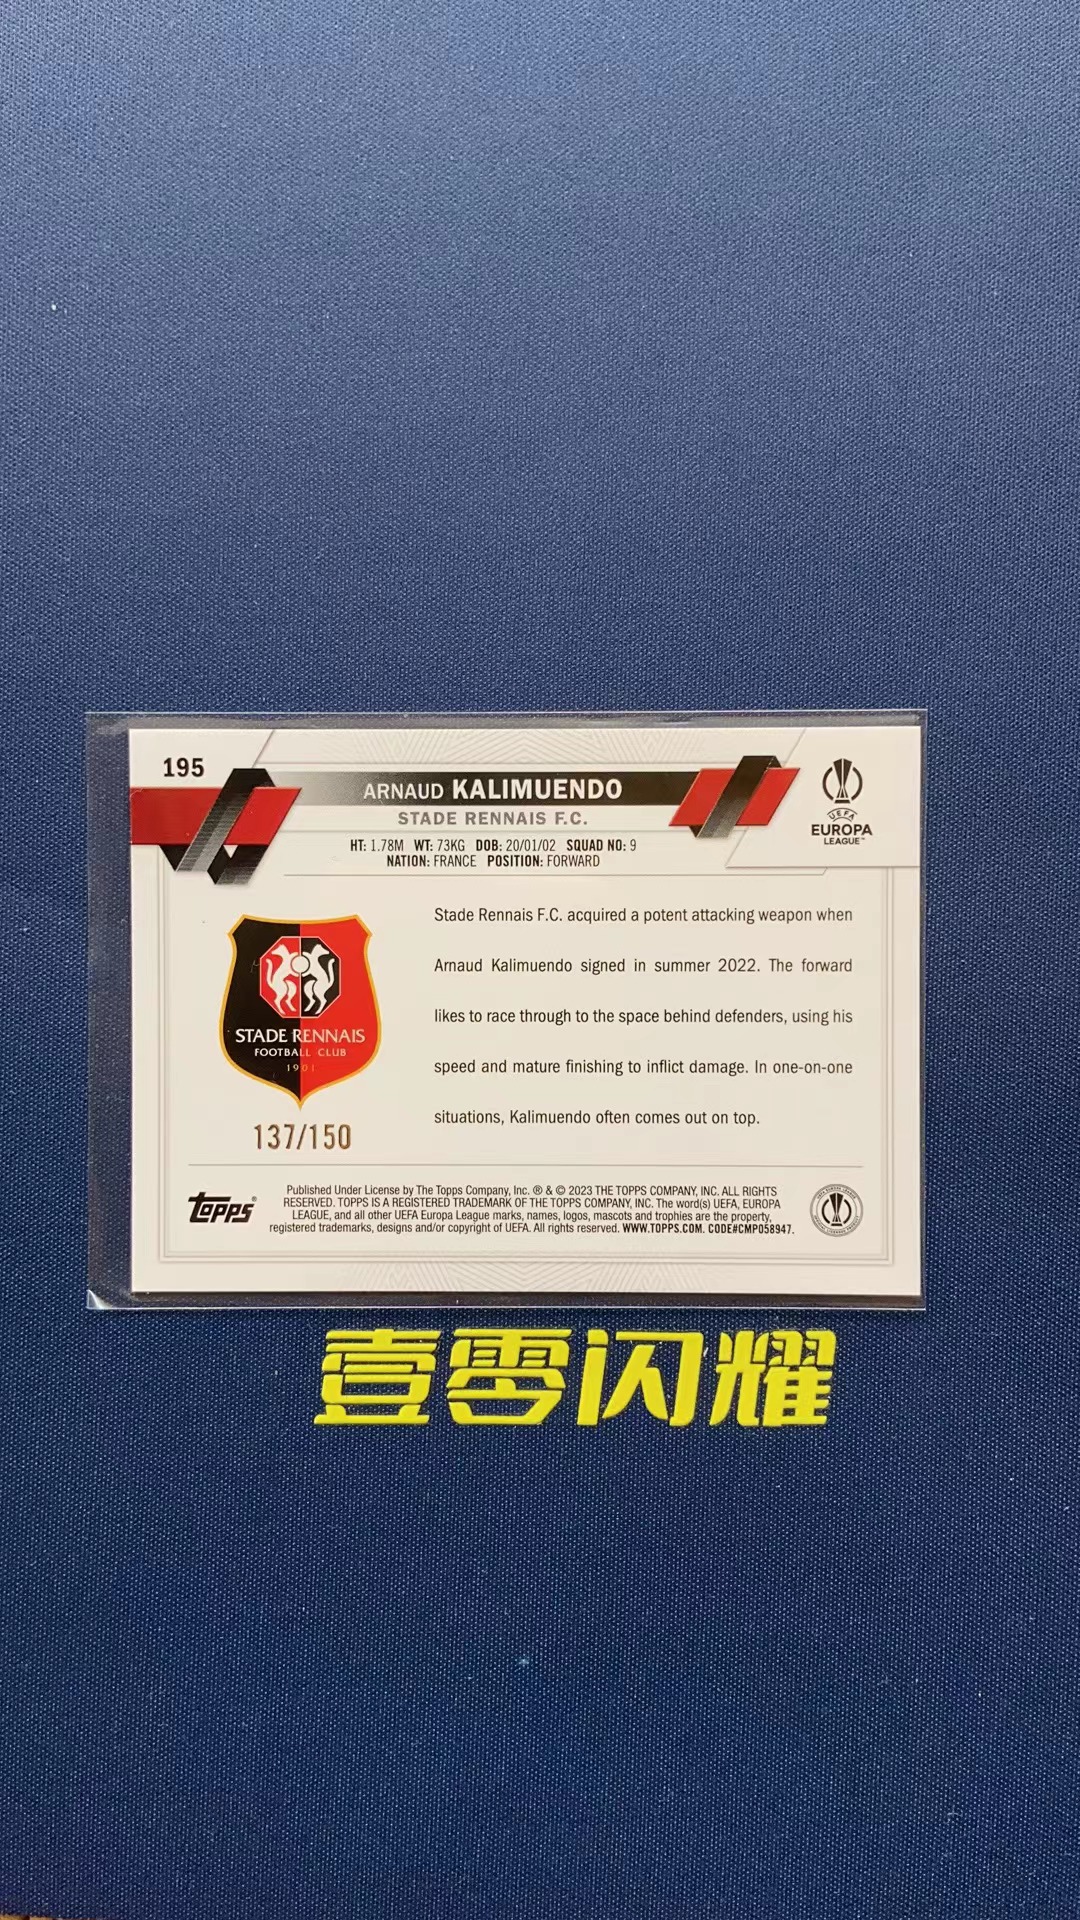 195
ARNAUD KALIMUENDO
STADE RENNAIS F.C.
HT: 1.78M WT: 73KG DOB: 20/01/02 SQUAD NO: 9
NATION: FRANCE POSITION: FORWARD
UEFA
EUROPA
LEAGUE™
Stade Rennais F.C. acquired a potent attacking weapon when
Arnaud Kalimuendo signed in summer 2022. The forward
likes to race through to the space behind defenders, using his
speed and mature finishing to inflict damage. In one-on-one
situations, Kalimuendo often comes out on top.
STADE RENNAIS
FOOTBALL CLUB
1901
137/150
topps®
Published Under License by The Topps Company, Inc. ® & © 2023 THE TOPPS COMPANY, INC. ALL RIGHTS
RESERVED. TOPPS IS A REGISTERED TRADEMARK OF THE TOPPS COMPANY, INC. The word(s) UEFA, EUROPA
LEAGUE, and all other UEFA Europa League marks, names, logos, mascots and trophies are the property,
registered trademarks, designs and/or copyright of UEFA. All rights reserved. WWW.TOPPS.COM. CODE#CMP058947.
壹零闪耀